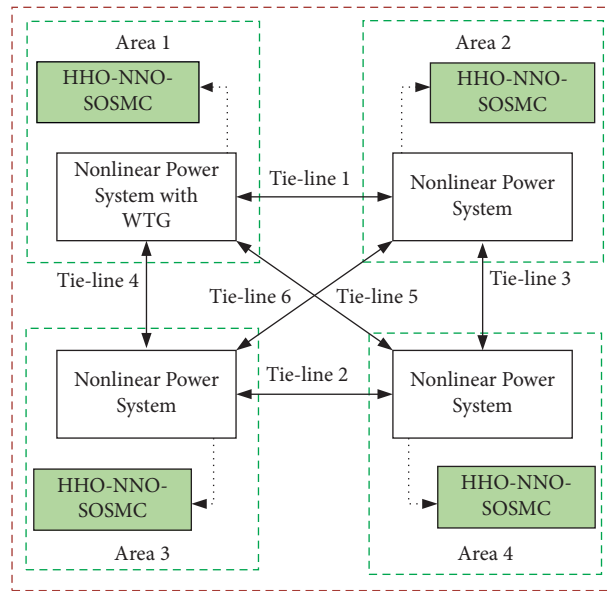 Area 1
Area 2
HHO-NNO-
SOSMC
HHO-NNO-
SOSMC
Nonlinear Power
System with
WTG
Tie-line 1
Nonlinear Power
System
Tie-line 4
Tie-line 6
Tie-line 5
Tie-line 3
Nonlinear Power
System
Tie-line 2
Nonlinear Power
System
HHO-NNO-
SOSMC
HHO-NNO-
SOSMC
Area 3
Area 4